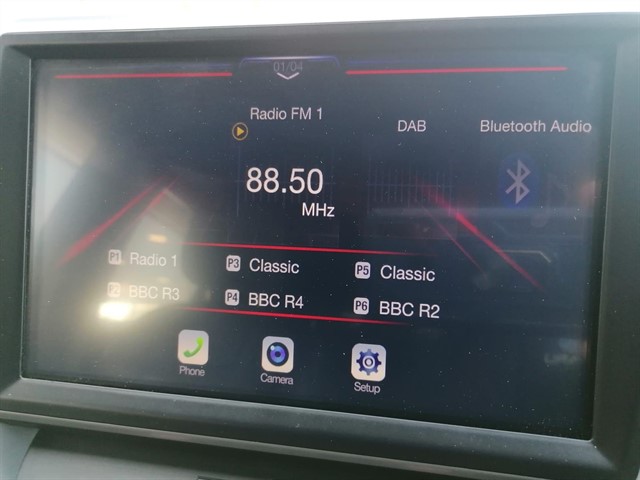 01/04
Radio FM 1
DAB
Bluetooth Audio
88.50
MHz
P1 Radio 1
P3 Classic
P5 Classic
BBC R3
P4 BBC R4
P6 BBC R2
Phone
Camera
Setup